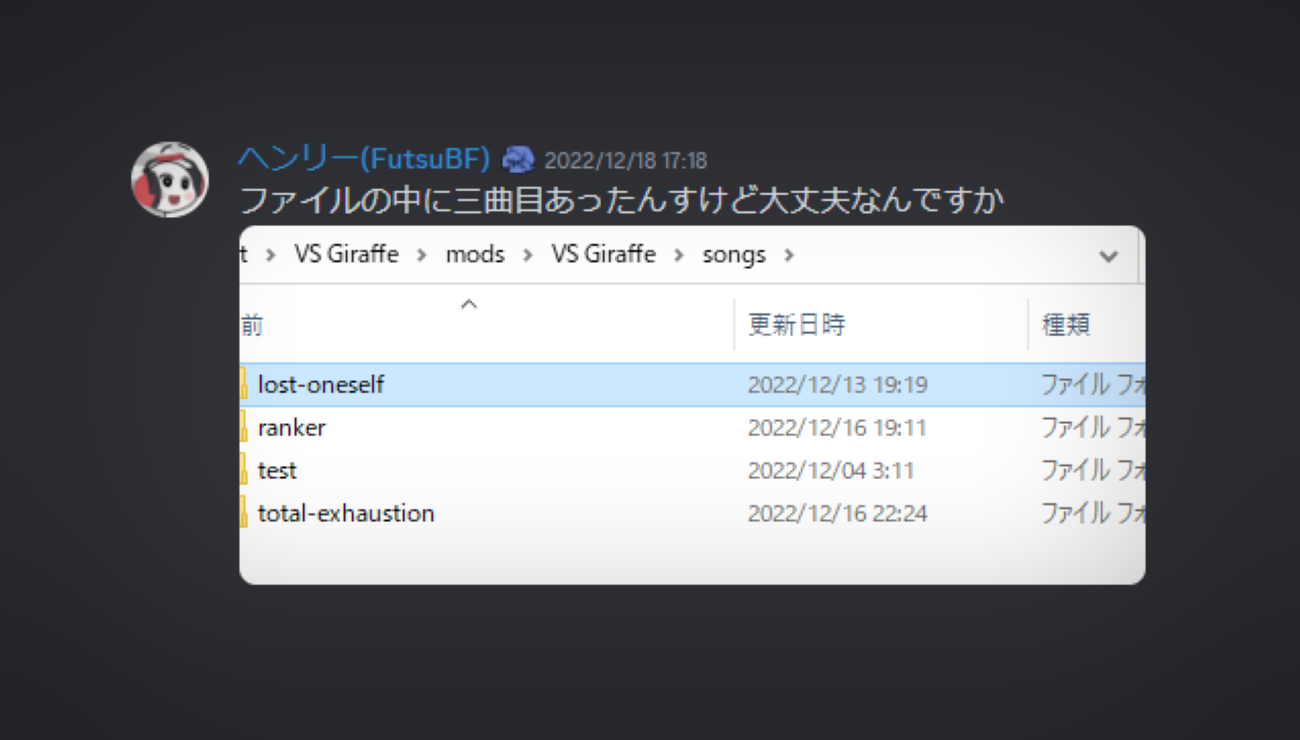 ヘンリー(FutsuBF) 2022/12/18 17:18
ファイルの中に三曲目あったんすけど大丈夫なんですか
t › VS Giraffe › mods › VS Giraffe › songs ›
前 更新日時 種類
lost-oneself 2022/12/13 19:19 ファイル フォ
ranker 2022/12/16 19:11 ファイル フォ
test 2022/12/04 3:11 ファイル フォ
total-exhaustion 2022/12/16 22:24 ファイル フォ